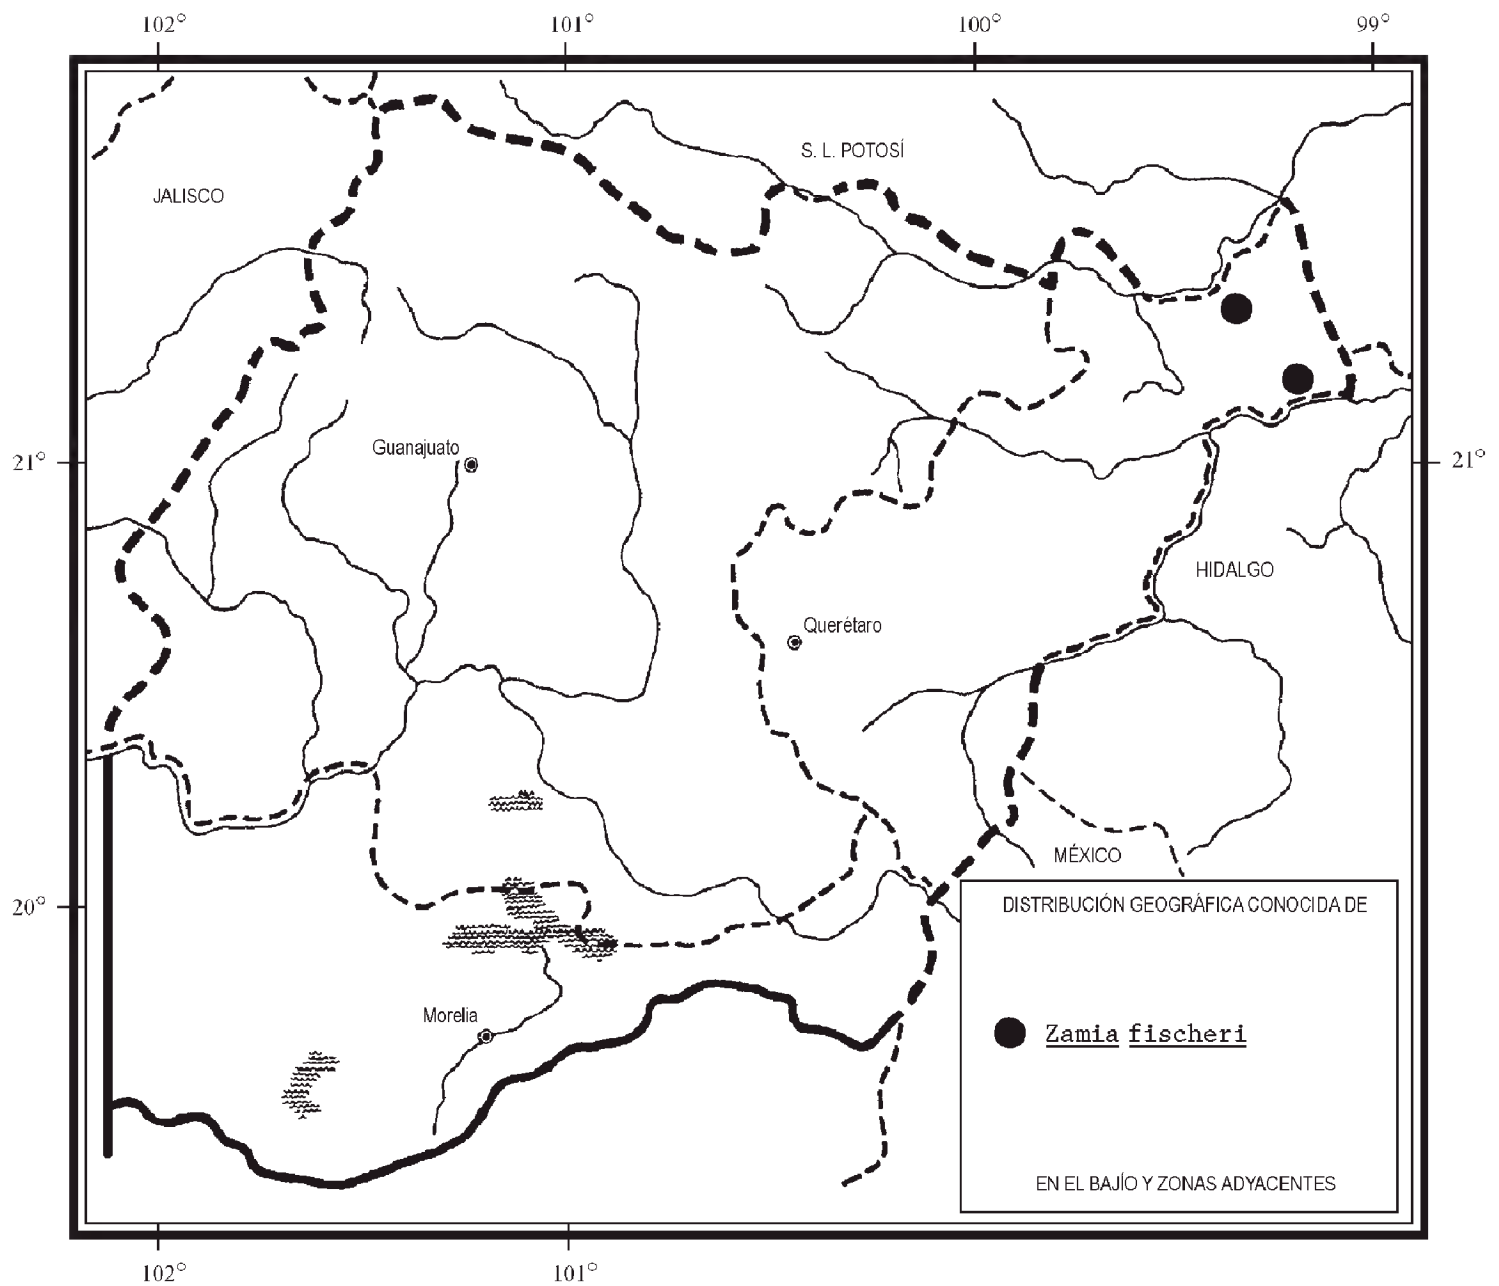 102° 101° 100° 99°
S. L. POTOSÍ
JALISCO
Guanajuato
21° 21°
HIDALGO
Querétaro
MÉXICO
20°
DISTRIBUCIÓN GEOGRÁFICA CONOCIDA DE
Morelia
Zamia fischeri
EN EL BAJÍO Y ZONAS ADYACENTES
102° 101°